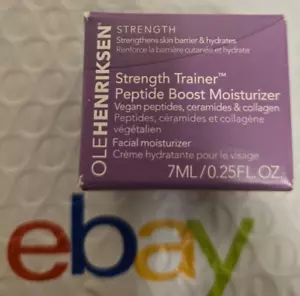 OLEHENRIKSEN®
STRENGTH
Strengthens skin barrier & hydrates
Renforce la barrière cutanée et hydrate
Strength Trainer™
Peptide Boost Moisturizer
Vegan peptides, ceramides & collagen
Peptides, céramides et collagène
végétalien
Facial moisturizer
Crème hydratante pour le visage
7ML/0.25FL.OZ.
ebay